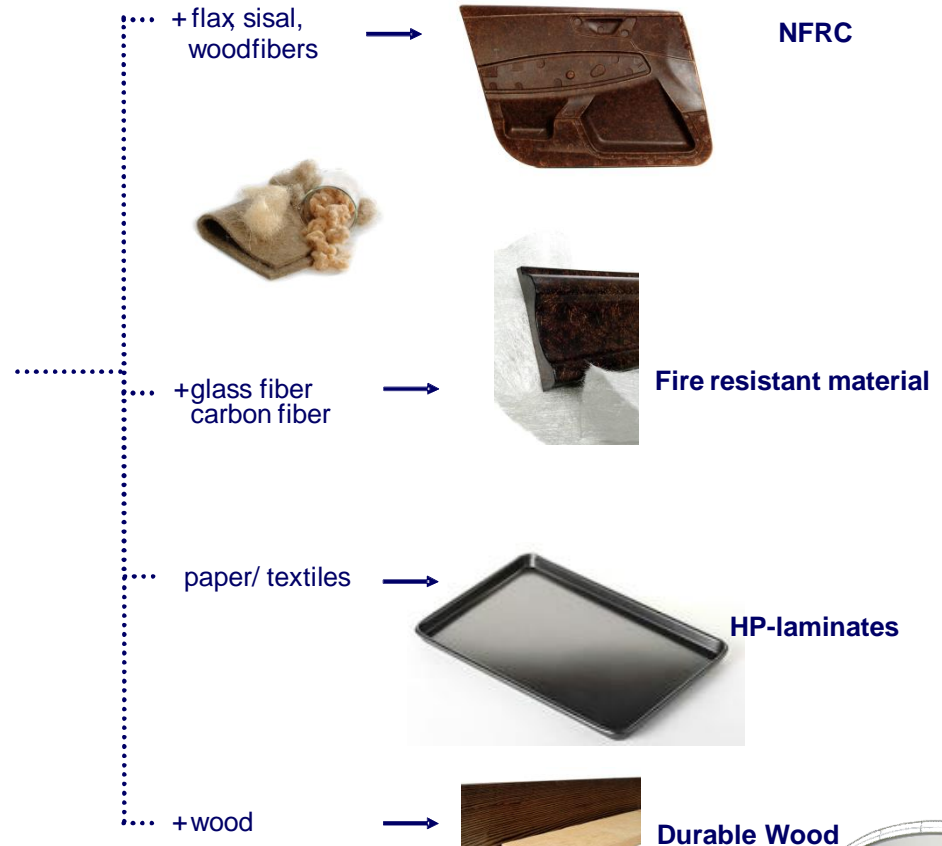 + flax, sisal,
woodfibers
NFRC
+glass fiber
carbon fiber
Fire resistant material
paper/ textiles
HP-laminates
+wood
Durable Wood